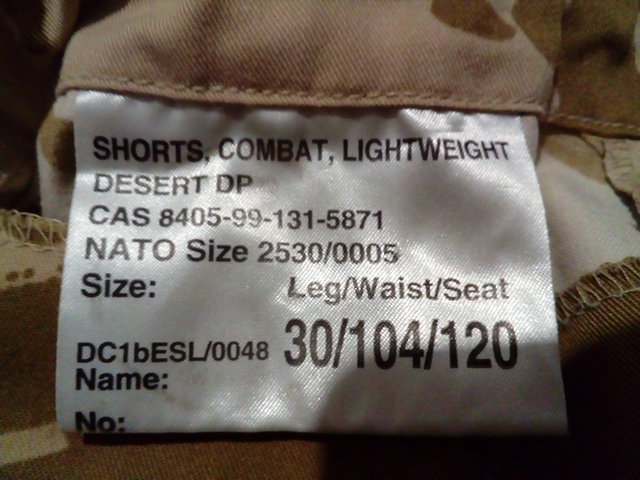 SHORTS, COMBAT, LIGHTWEIGHT
DESERT DP
CAS 8405-99-131-5871
NATO Size 2530/0005
Size: Leg/Waist/Seat
DC1bESL/0048 30/104/120
Name:
No: